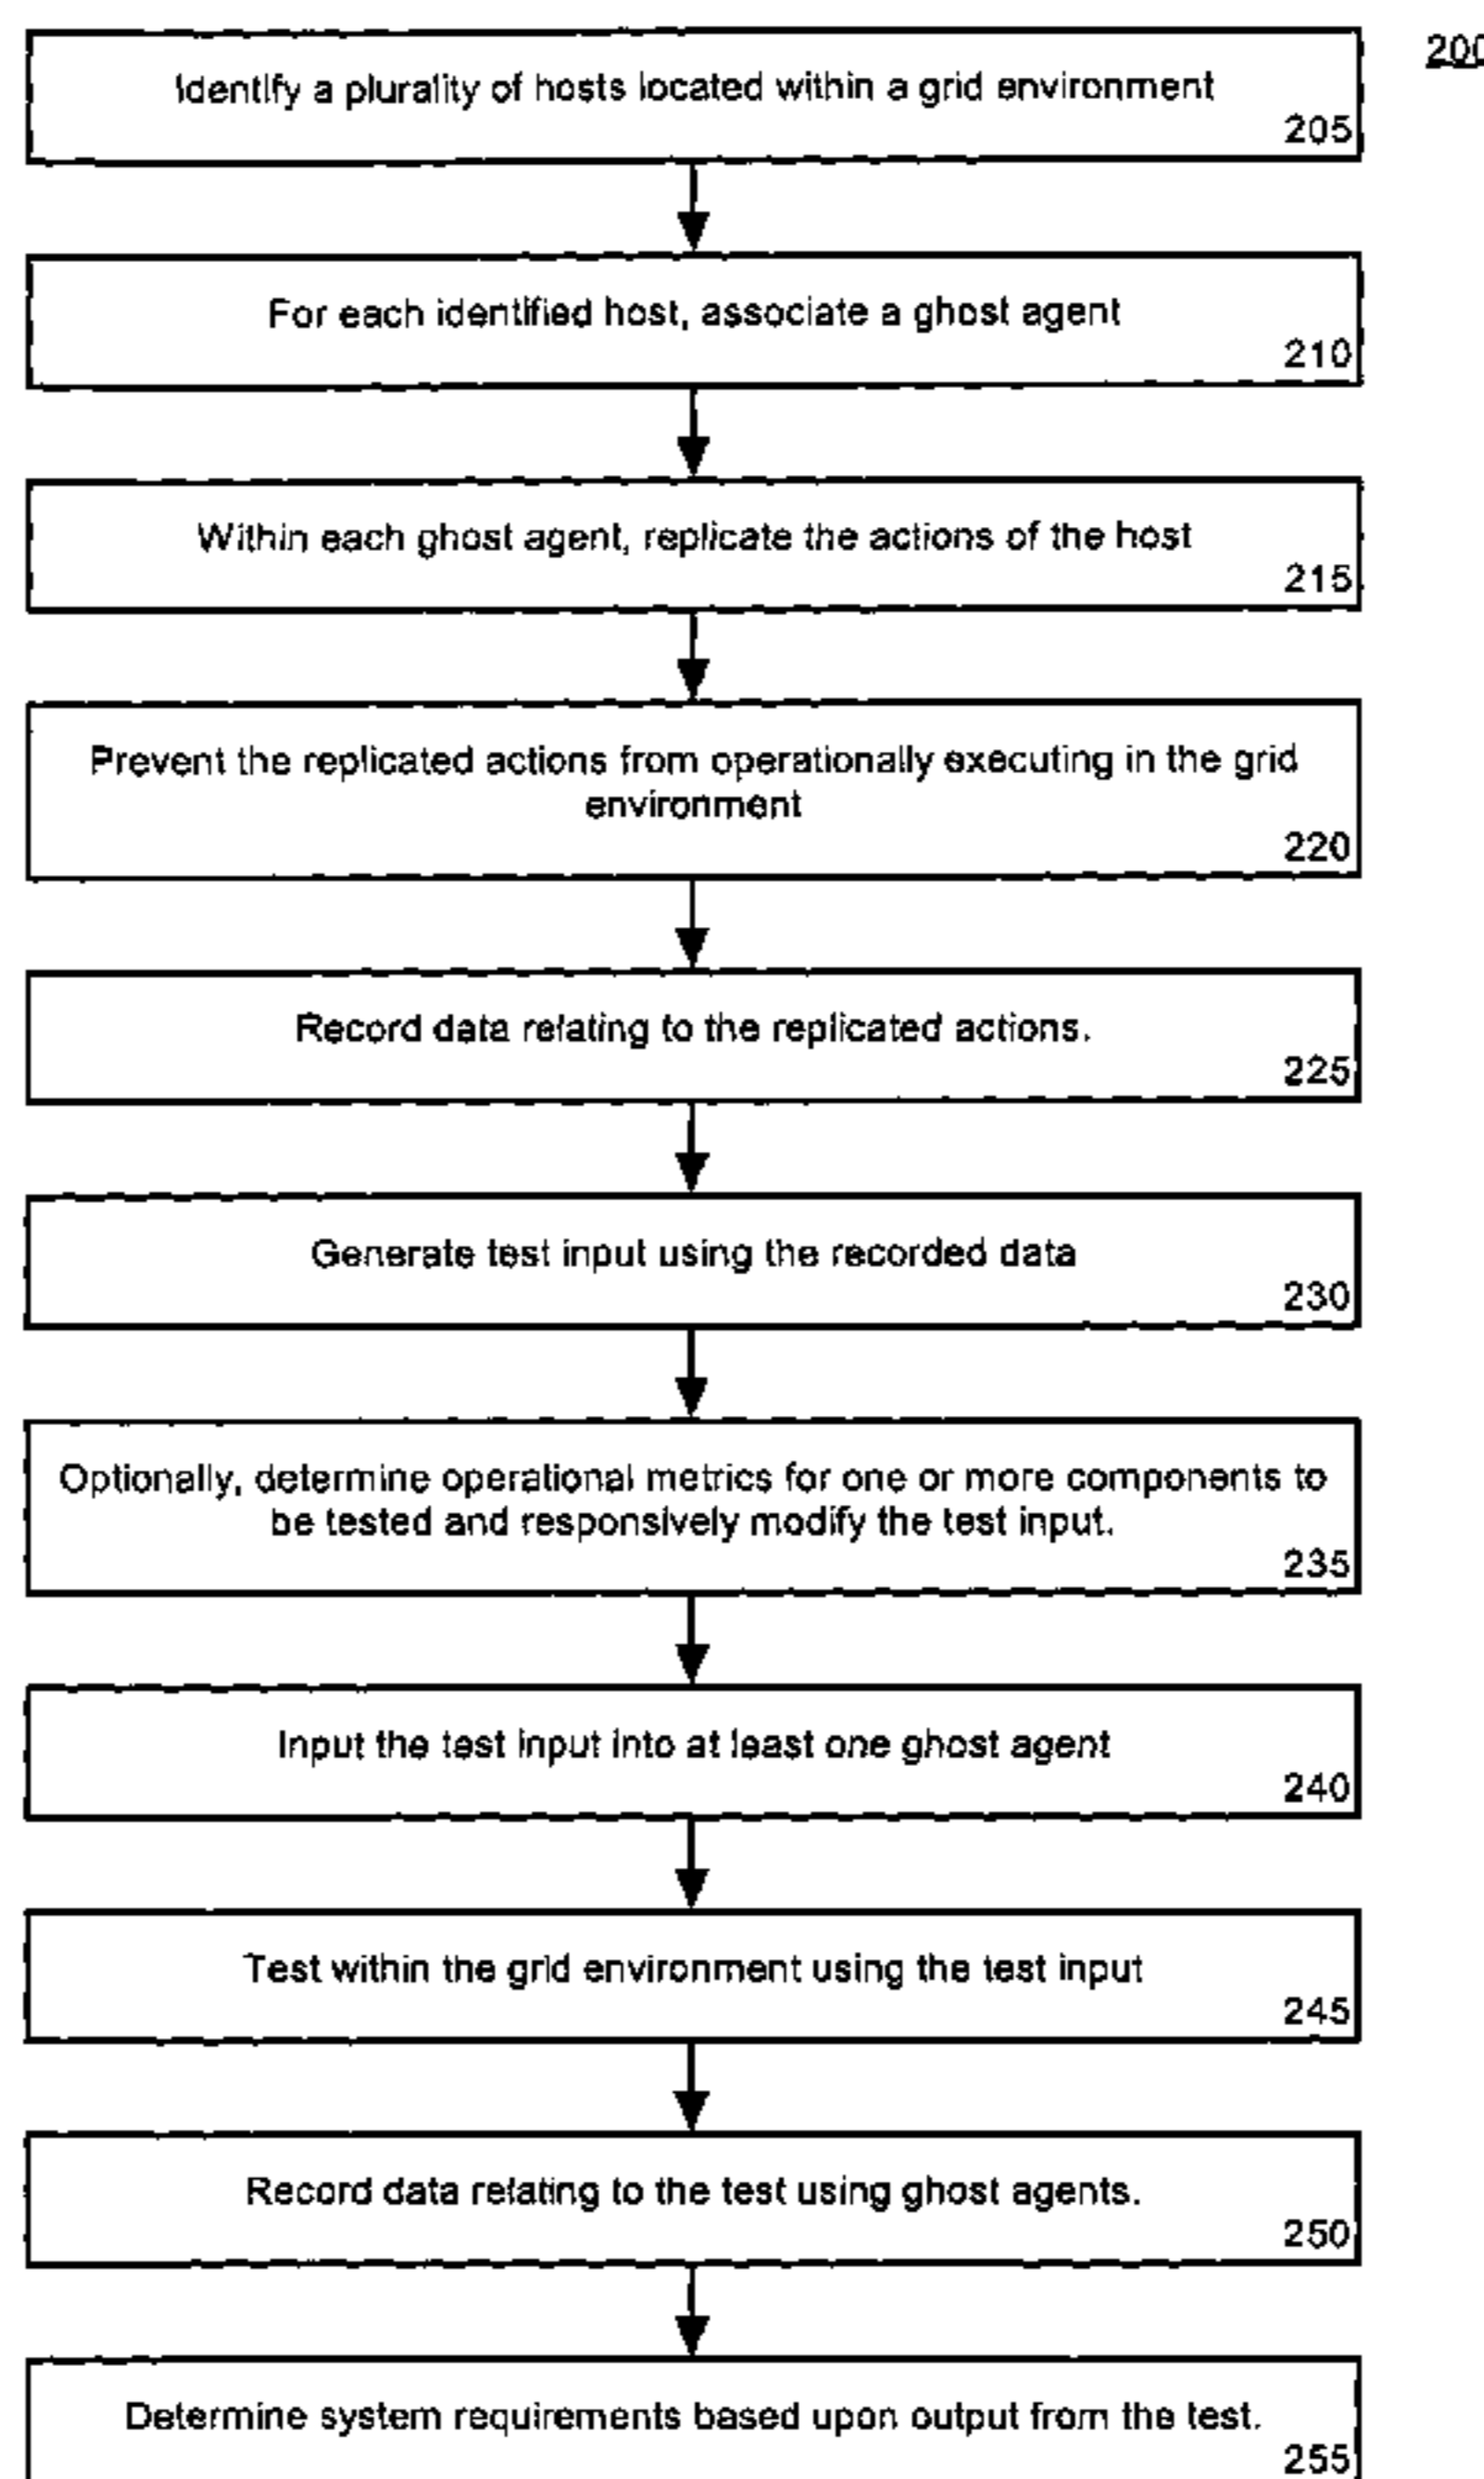 200
Identify a plurality of hosts located within a grid environment
205
For each identified host, associate a ghost agent
210
Within each ghost agent, replicate the actions of the host
215
Prevent the replicated actions from operationally executing in the grid
environment
220
Record data relating to the replicated actions.
225
Generate test input using the recorded data
230
Optionally, determine operational metrics for one or more components to
be tested and responsively modify the test input.
235
Input the test input into at least one ghost agent
240
Test within the grid environment using the test input
245
Record data relating to the test using ghost agents.
250
Determine system requirements based upon output from the test.
255